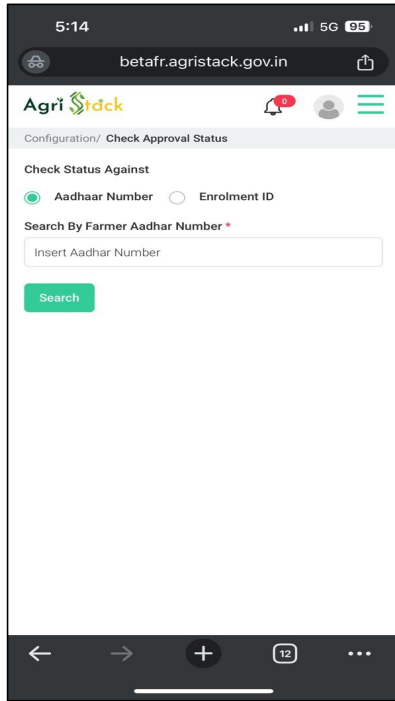 5:14 5G 95
betafr.agristack.gov.in
Agri Stack 0
Configuration/ Check Approval Status
Check Status Against
Aadhaar Number Enrolment ID
Search By Farmer Aadhar Number *
Insert Aadhar Number
Search
12